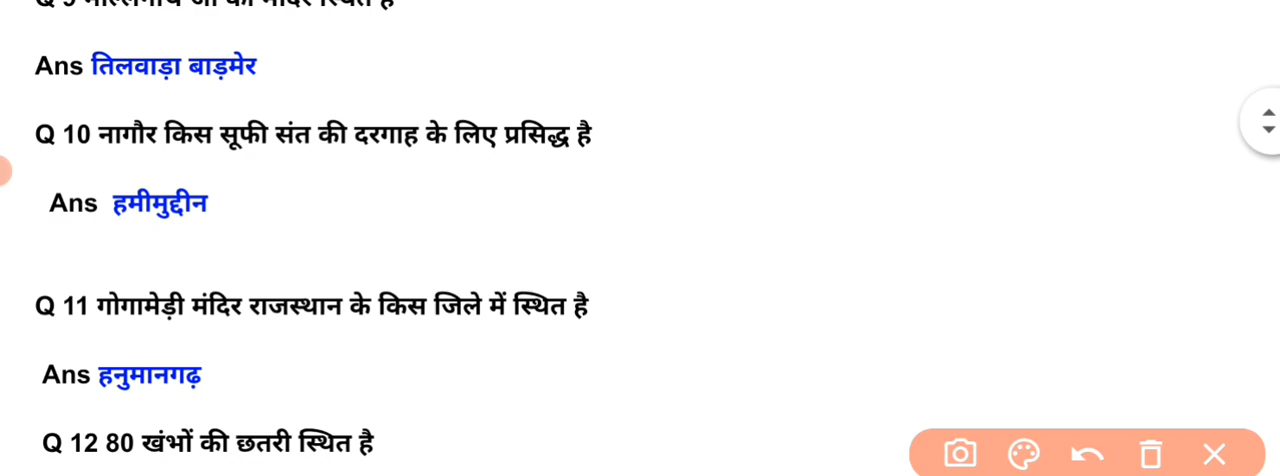 Ans तिलवाड़ा बाड़मेर
Q 10 नागौर किस सूफी संत की दरगाह के लिए प्रसिद्ध है
Ans हमीमुद्दीन
Q 11 गोगामेड़ी मंदिर राजस्थान के किस जिले में स्थित है
Ans हनुमानगढ़
Q 12 80 खंभों की छतरी स्थित है